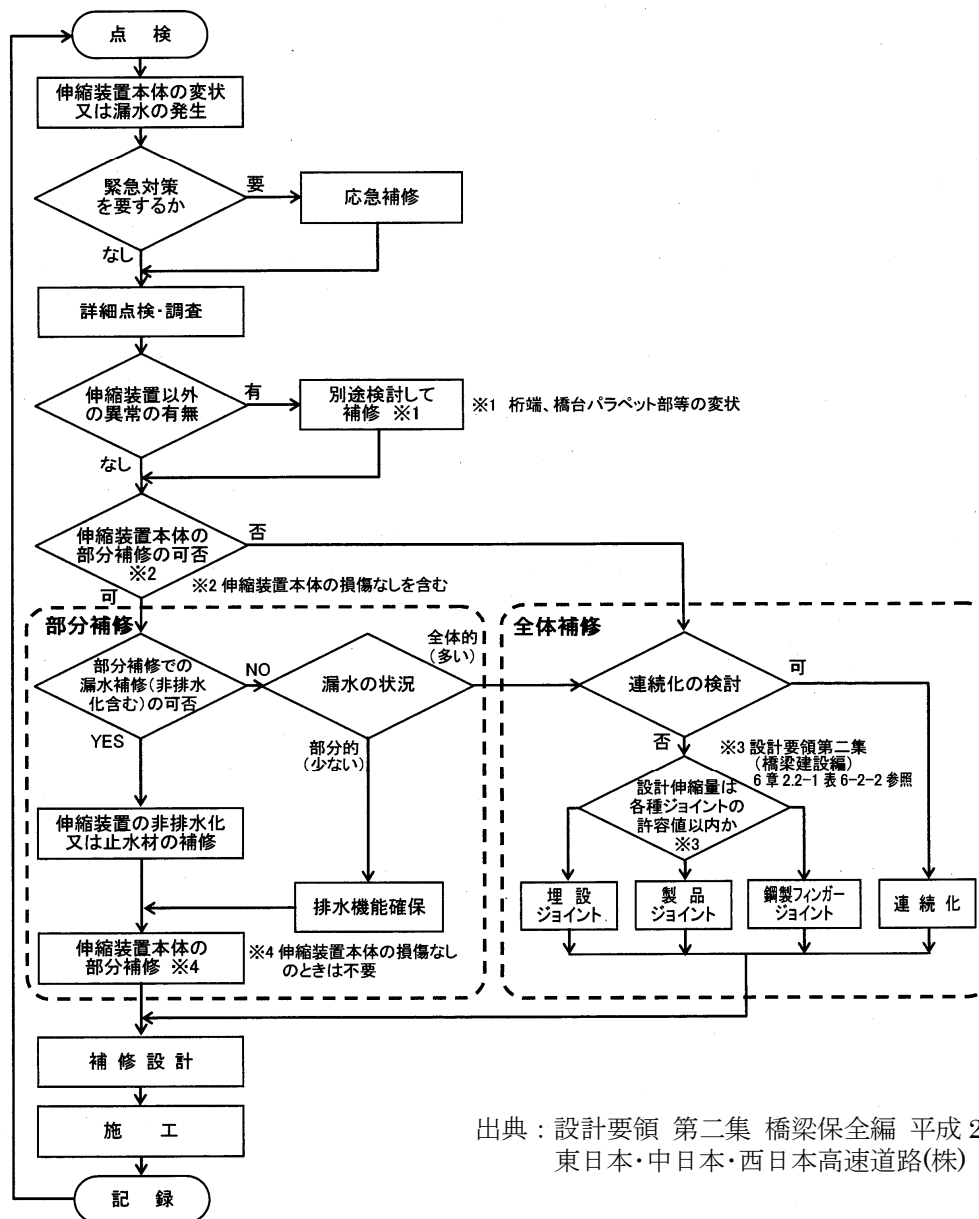 点　検
伸縮装置本体の変状
又は漏水の発生
緊急対策
を要するか
要
応急補修
なし
詳細点検・調査
伸縮装置以外
の異常の有無
有
別途検討して
補修 ※1
※1 桁端、橋台パラペット部等の変状
なし
伸縮装置本体の
部分補修の可否
※2
否
※2 伸縮装置本体の損傷なしを含む
可
部分補修
部分補修での
漏水補修(非排水
化含む)の可否
NO
漏水の状況
全体的
(多い)
YES
部分的
(少ない)
伸縮装置の非排水化
又は止水材の補修
排水機能確保
伸縮装置本体の
部分補修 ※4
※4 伸縮装置本体の損傷なし
のときは不要
全体補修
連続化の検討
可
否
※3 設計要領第二集
(橋梁建設編)
6章2.2-1 表6-2-2 参照
設計伸縮量は
各種ジョイントの
許容値以内か
※3
埋設
ジョイント
製品
ジョイント
鋼製フィンガー
ジョイント
連続化
補修設計
施　工
記　録
出典：設計要領 第二集 橋梁保全編 平成2
東日本・中日本・西日本高速道路(株)